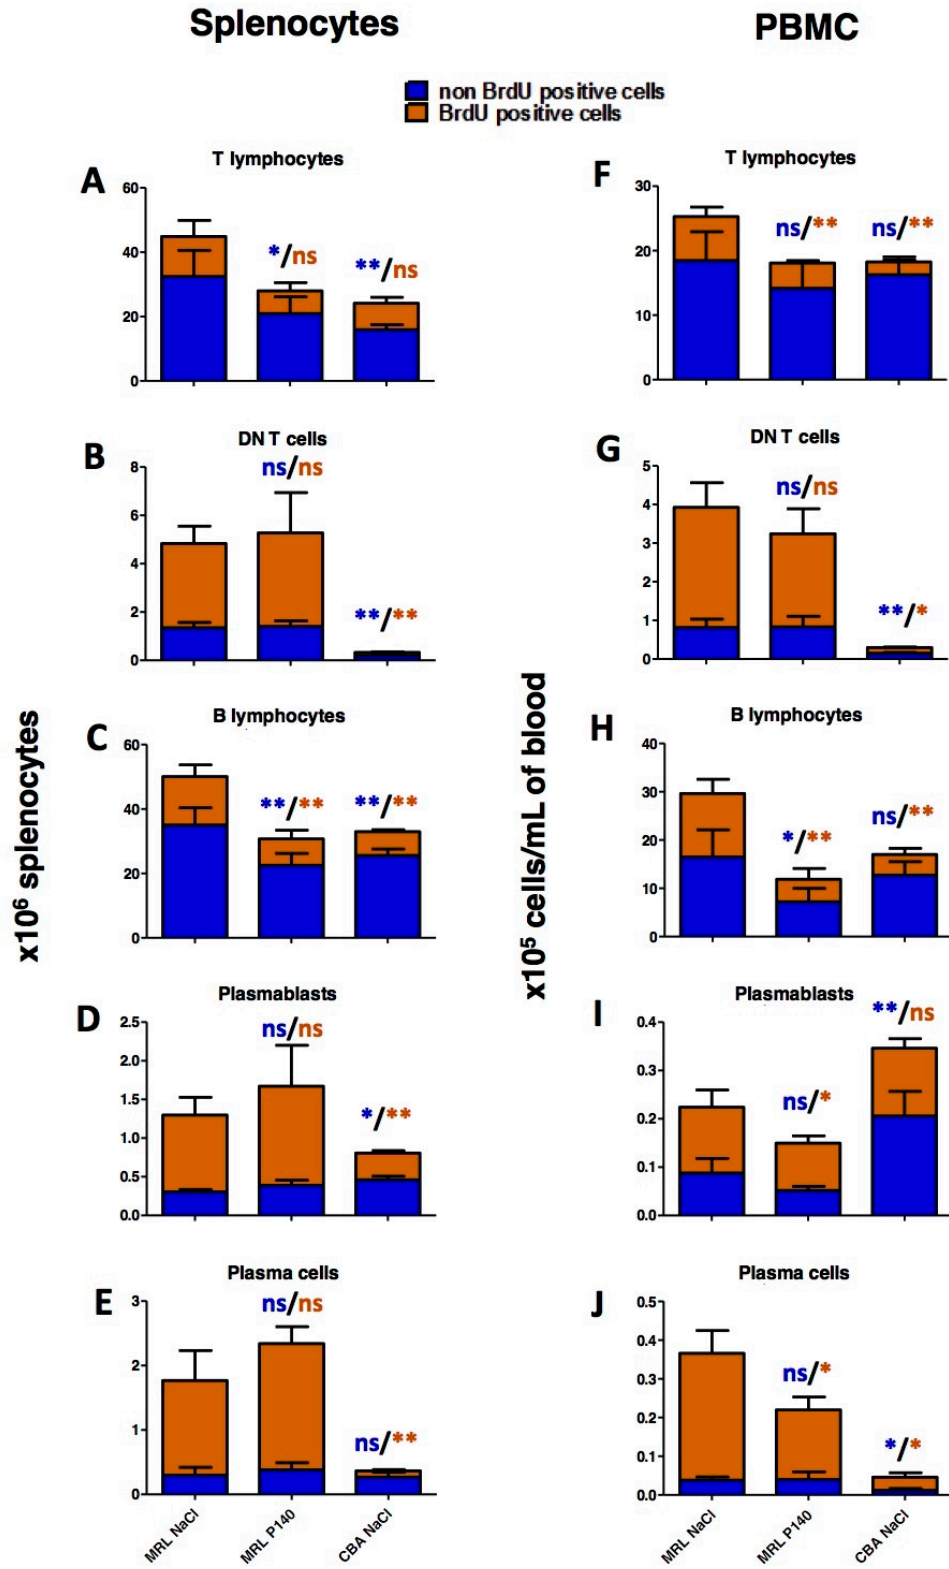 Splenocytes
PBMC
non BrdU positive cells
BrdU positive cells
x10⁶ splenocytes
A
T lymphocytes
60
40
20
0
*/ns
**/ns
B
DN T cells
8
6
4
2
0
ns/ns
**/**
C
B lymphocytes
60
40
20
0
**/**
**/**
D
Plasmablasts
2.5
2.0
1.5
1.0
0.5
0.0
ns/ns
*/**
E
Plasma cells
3
2
1
0
ns/ns
ns/**
MRL NaCl
MRL P140
CBA NaCl
x10⁵ cells/mL of blood
F
T lymphocytes
30
20
10
0
ns/**
ns/**
G
DN T cells
5
4
3
2
1
0
ns/ns
**/*
H
B lymphocytes
40
30
20
10
0
*/**
ns/**
I
Plasmablasts
0.4
0.3
0.2
0.1
0.0
ns/*
**/ns
J
Plasma cells
0.5
0.4
0.3
0.2
0.1
0.0
ns/*
*/*
MRL NaCl
MRL P140
CBA NaCl